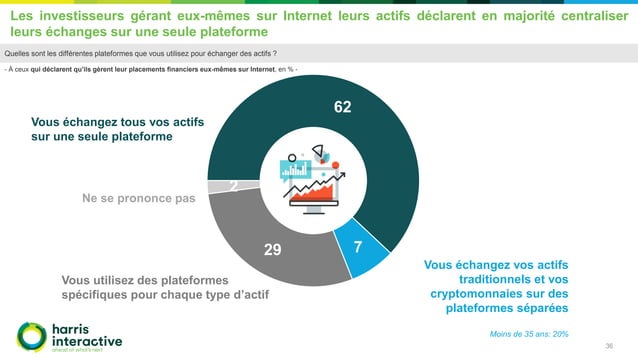 Les investisseurs gérant eux-mêmes sur Internet leurs actifs déclarent en majorité centraliser
leurs échanges sur une seule plateforme
Quelles sont les différentes plateformes que vous utilisez pour échanger des actifs ?
- À ceux qui déclarent qu'ils gèrent leur placements financiers eux-mêmes sur Internet, en % -
62
Vous échangez tous vos actifs
sur une seule plateforme
2
Ne se prononce pas
29
7
Vous utilisez des plateformes
spécifiques pour chaque type d'actif
Vous échangez vos actifs
traditionnels et vos
cryptomonnaies sur des
plateformes séparées
Moins de 35 ans: 20%
harris
interactive
ahead of what's next
36